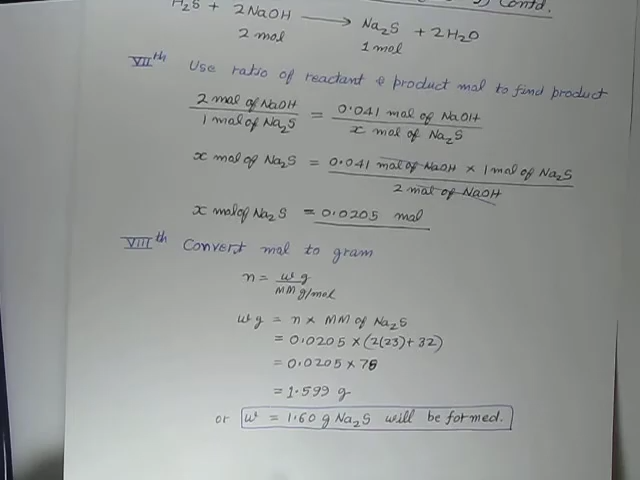 Contd.
H₂S + 2NaOH ⟶ Na₂S + 2H₂O
2 mol 1 mol
VIIth Use ratio of reactant & product mol to find product
2 mol of NaOH / 1 mol of Na₂S = 0.041 mol of NaOH / x mol of Na₂S
x mol of Na₂S = 0.041 mol of NaOH × 1 mol of Na₂S / 2 mol of NaOH
x mol of Na₂S = 0.0205 mol
VIIIth Convert mol to gram
n = w g / MM g/mol
w g = n × MM of Na₂S
= 0.0205 × (2(23) + 32)
= 0.0205 × 78
= 1.599 g
or w = 1.60 g Na₂S will be formed.